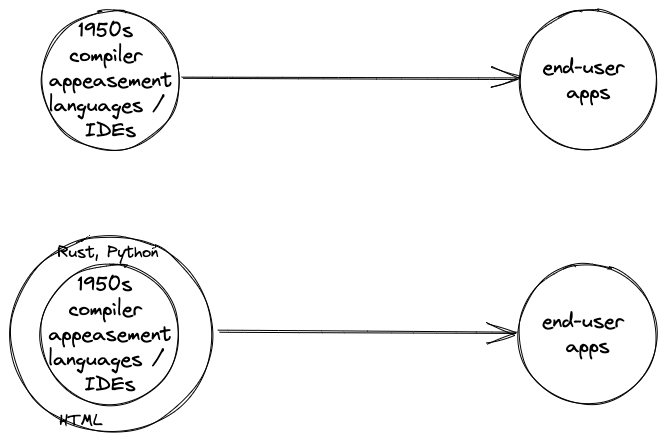 1950s
compiler
appeasement
languages /
IDEs
end-user
apps
Rust, Python
1950s
compiler
appeasement
languages /
IDEs
HTML
end-user
apps